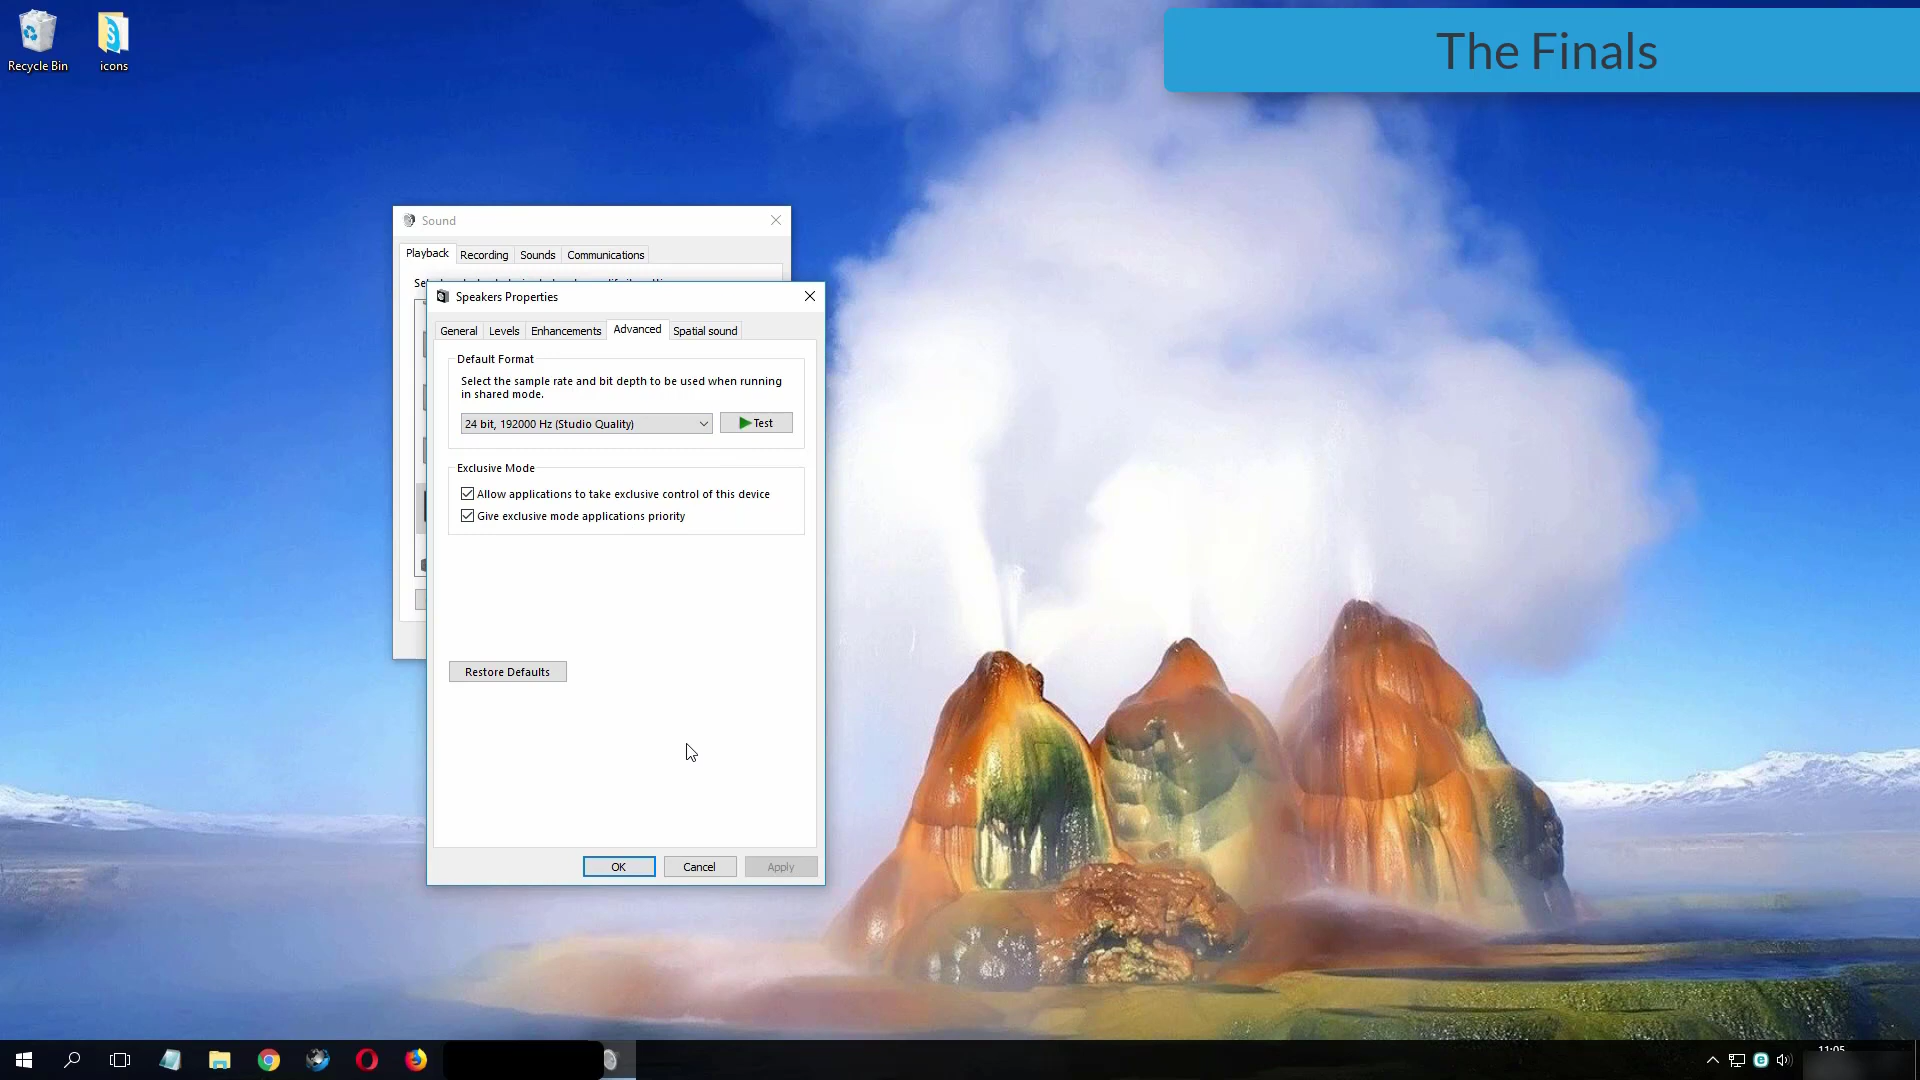 The Finals
Recycle Bin
icons
Sound
Playback
Recording
Sounds
Communications
Speakers Properties
General
Levels
Enhancements
Advanced
Spatial sound
Default Format
Select the sample rate and bit depth to be used when running
in shared mode.
24 bit, 192000 Hz (Studio Quality)
Test
Exclusive Mode
Allow applications to take exclusive control of this device
Give exclusive mode applications priority
Restore Defaults
OK
Cancel
Apply
11:05